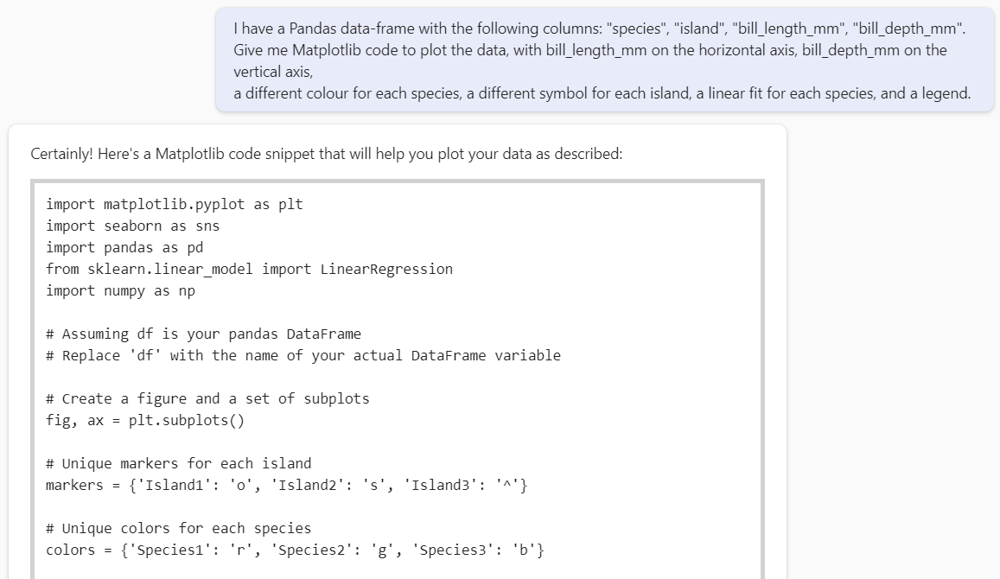 I have a Pandas data-frame with the following columns: "species", "island", "bill_length_mm", "bill_depth_mm".
Give me Matplotlib code to plot the data, with bill_length_mm on the horizontal axis, bill_depth_mm on the
vertical axis,
a different colour for each species, a different symbol for each island, a linear fit for each species, and a legend.
Certainly! Here's a Matplotlib code snippet that will help you plot your data as described:
import matplotlib.pyplot as plt
import seaborn as sns
import pandas as pd
from sklearn.linear_model import LinearRegression
import numpy as np
# Assuming df is your pandas DataFrame
# Replace 'df' with the name of your actual DataFrame variable
# Create a figure and a set of subplots
fig, ax = plt.subplots()
# Unique markers for each island
markers = {'Island1': 'o', 'Island2': 's', 'Island3': '^'}
# Unique colors for each species
colors = {'Species1': 'r', 'Species2': 'g', 'Species3': 'b'}